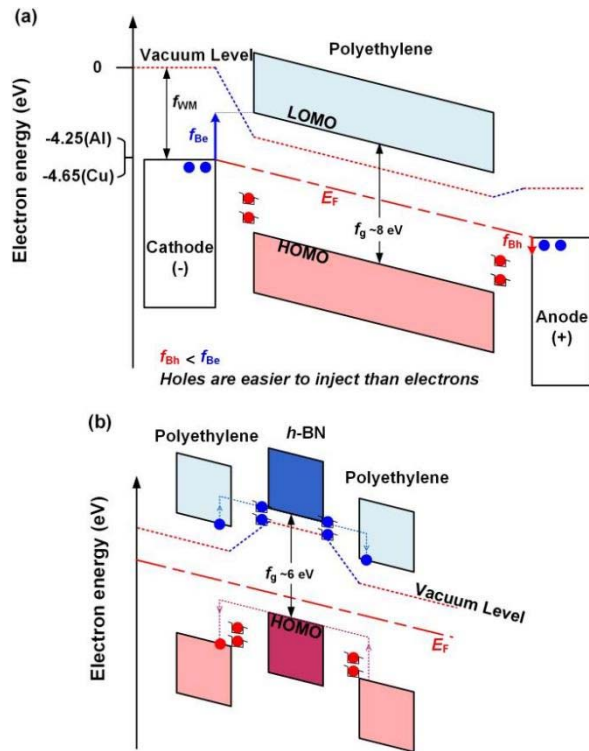 (a)
Electron energy (eV)
0
-4.25(Al)
-4.65(Cu)
Vacuum Level
Polyethylene
fWM
fBe
LOMO
EF
fg ~8 eV
HOMO
fBh
Cathode
(-)
Anode
(+)
fBh < fBe
Holes are easier to inject than electrons
(b)
Electron energy (eV)
Polyethylene
h-BN
Polyethylene
fg ~6 eV
Vacuum Level
HOMO
EF